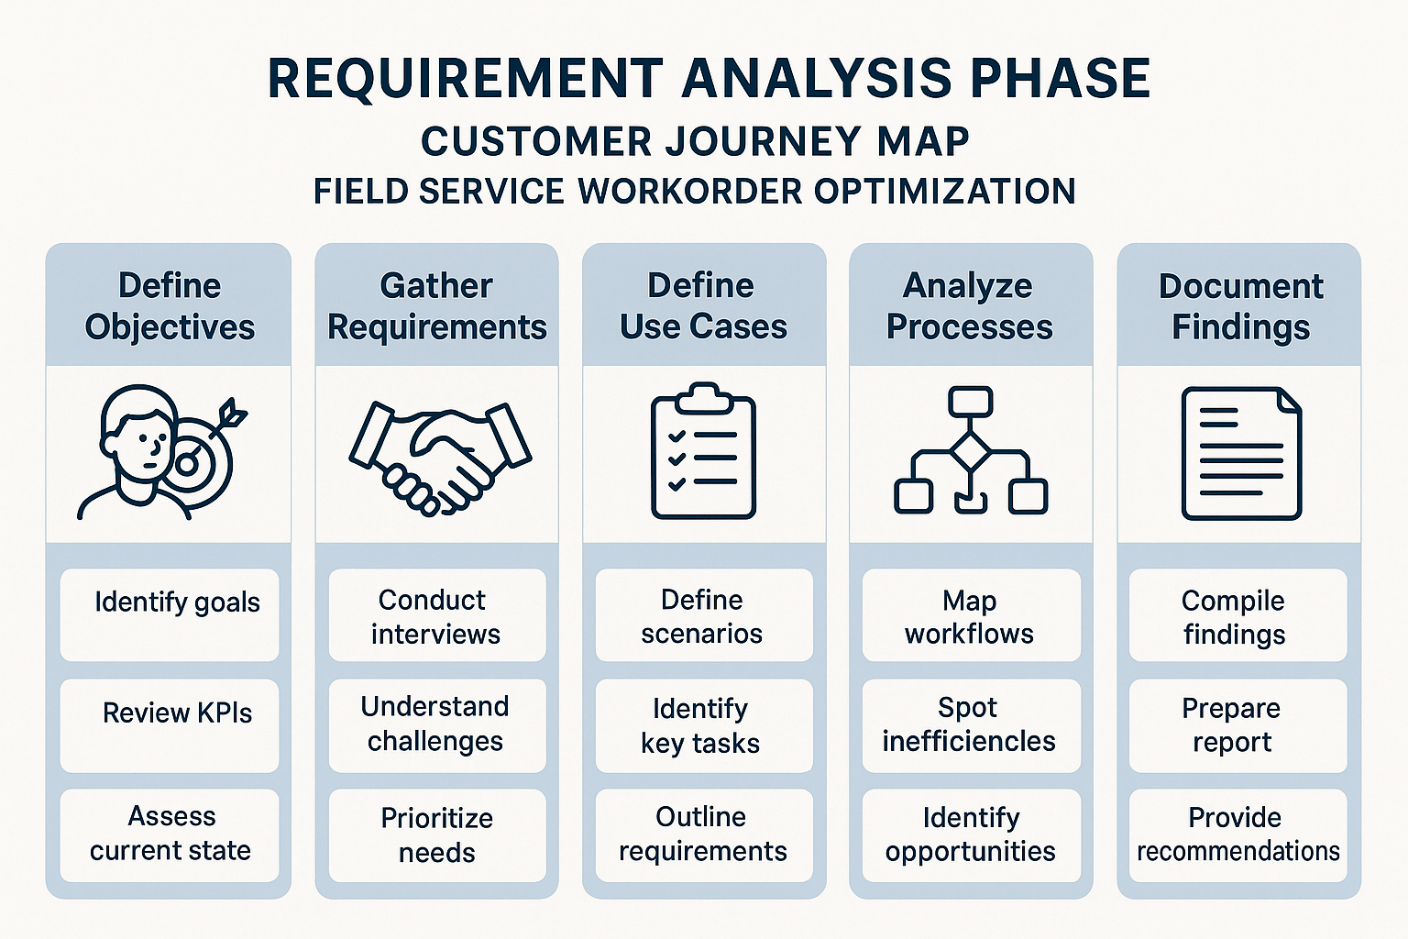 REQUIREMENT ANALYSIS PHASE
CUSTOMER JOURNEY MAP
FIELD SERVICE WORKORDER OPTIMIZATION
Define
Objectives
Identify goals
Review KPIs
Assess
current state
Gather
Requirements
Conduct
interviews
Understand
challenges
Prioritize
needs
Define
Use Cases
Define
scenarios
Identify
key tasks
Outline
requirements
Analyze
Processes
Map
workflows
Spot
inefficiencles
Identify
opportunities
Document
Findings
Compile
findings
Prepare
report
Provide
recommendations